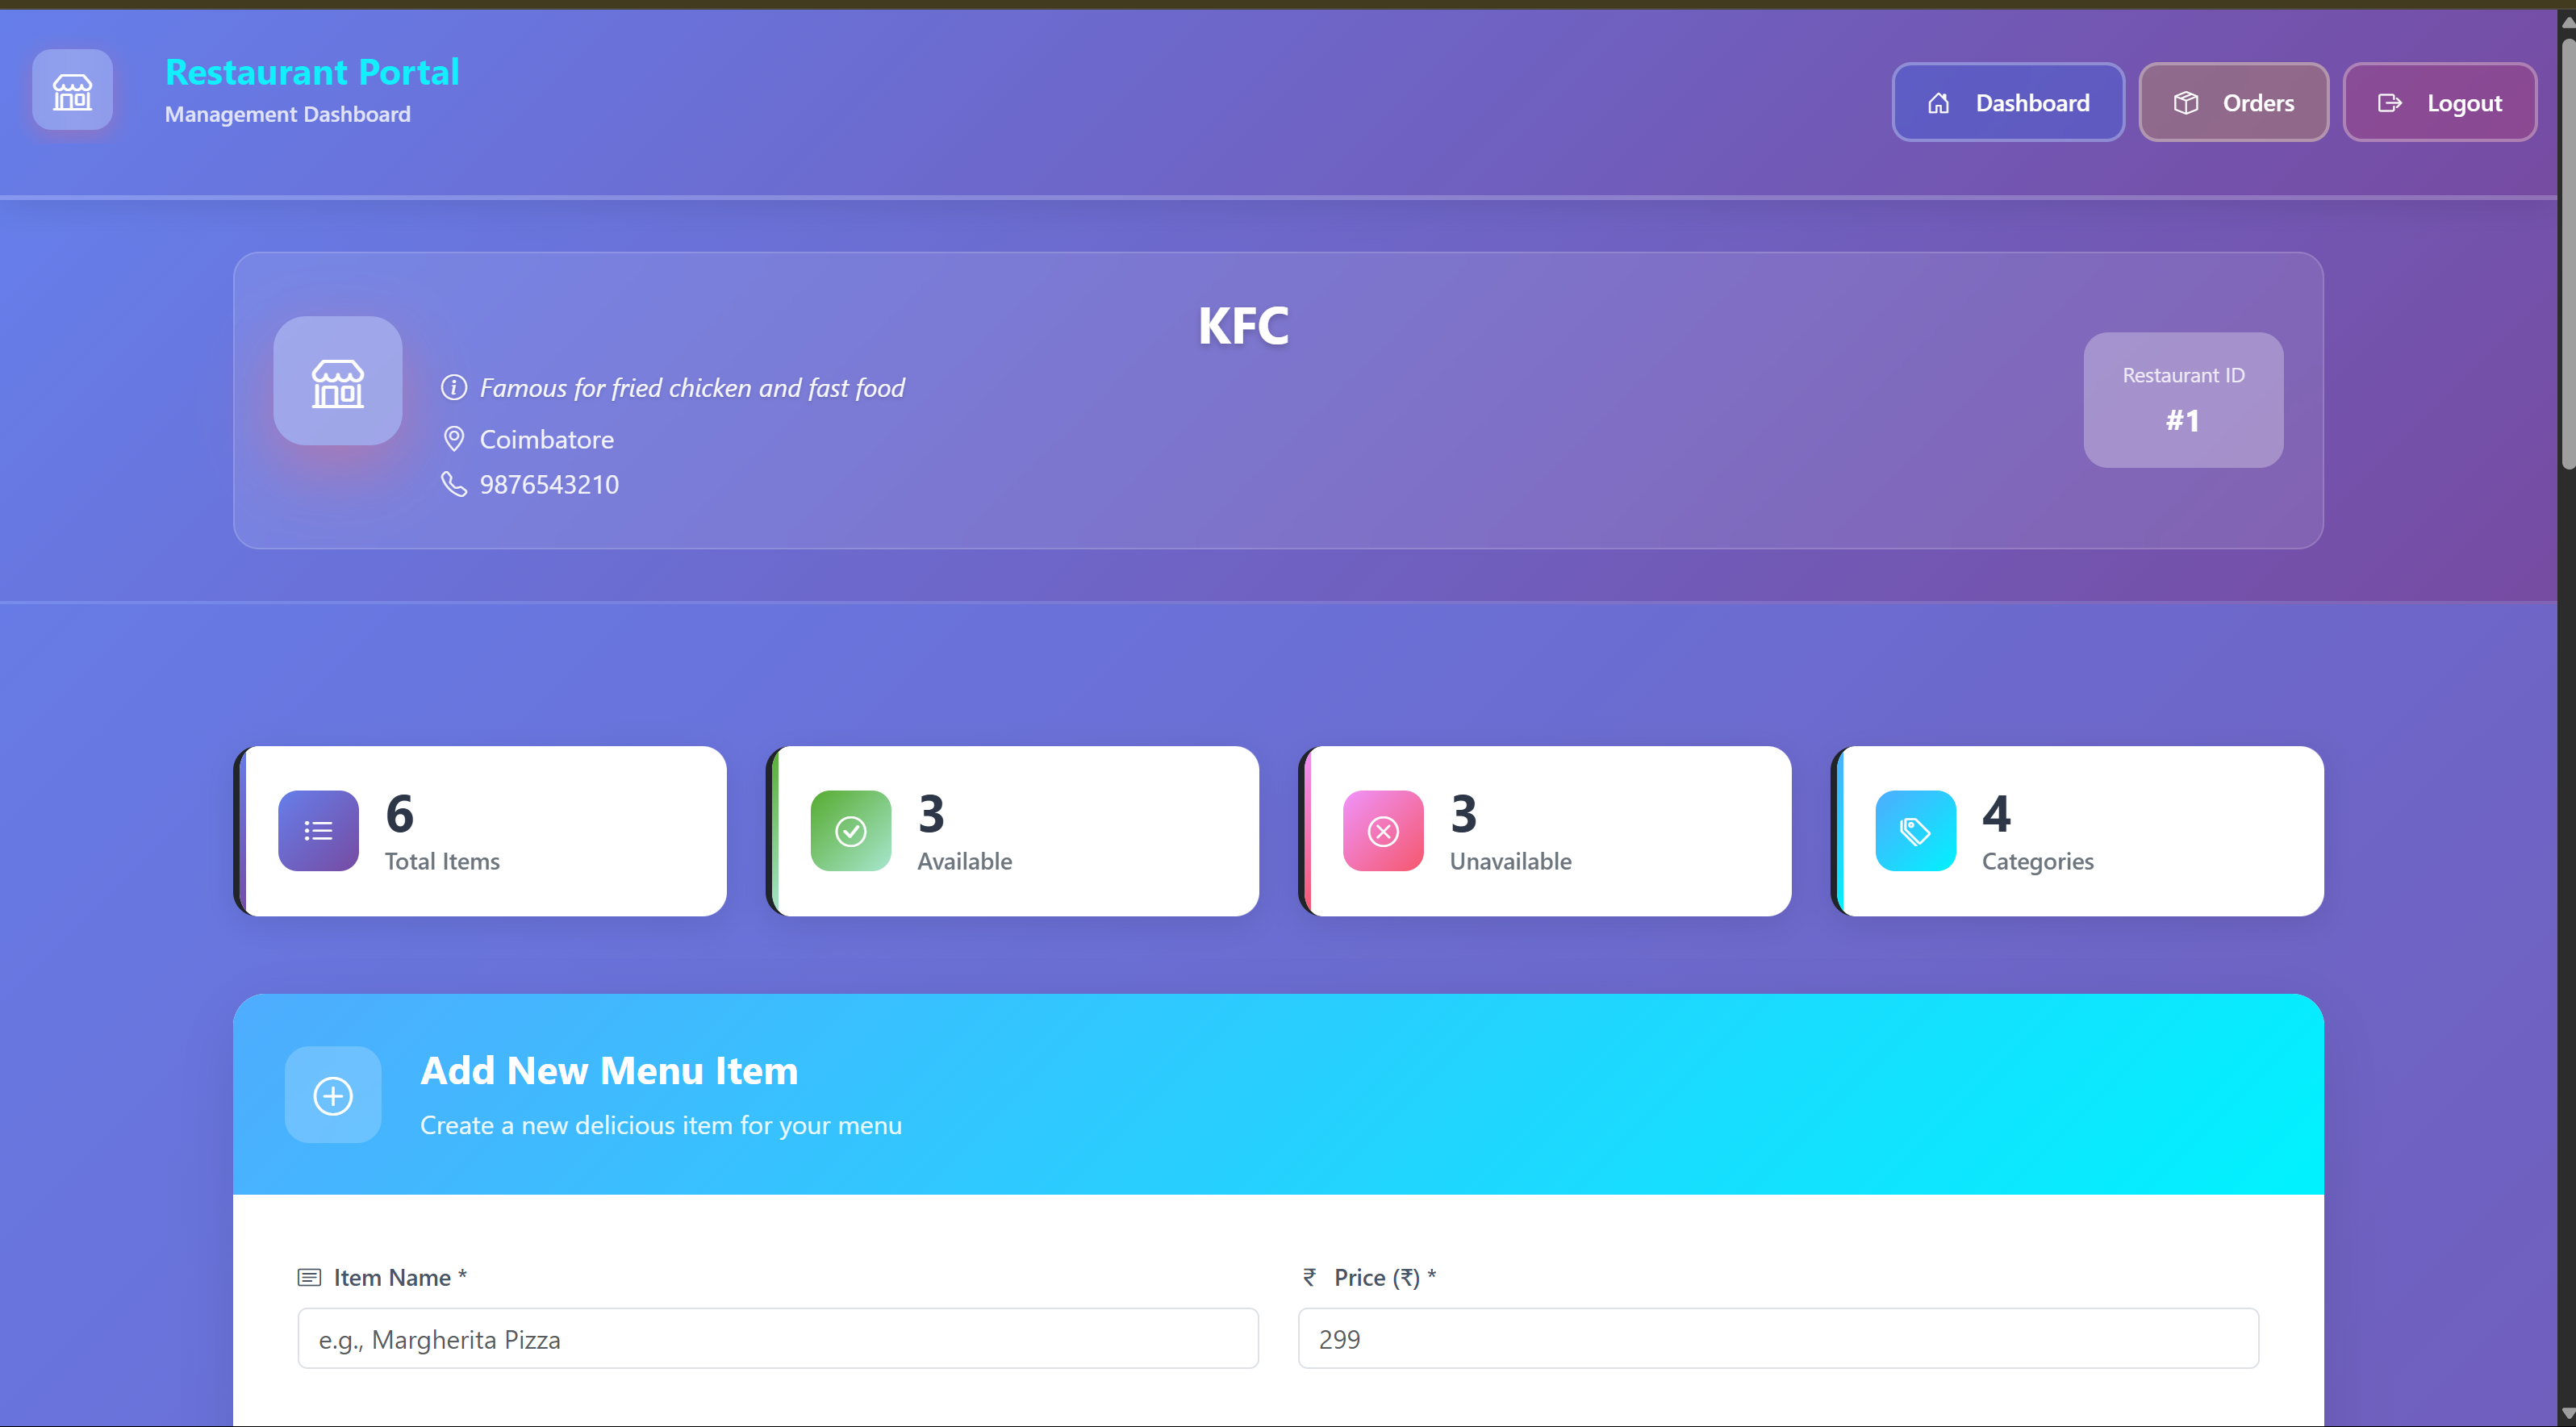 Restaurant Portal
Management Dashboard
Dashboard
Orders
Logout
KFC
Famous for fried chicken and fast food
Coimbatore
9876543210
Restaurant ID
#1
6
Total Items
3
Available
3
Unavailable
4
Categories
Add New Menu Item
Create a new delicious item for your menu
Item Name *
e.g., Margherita Pizza
₹ Price (₹) *
299